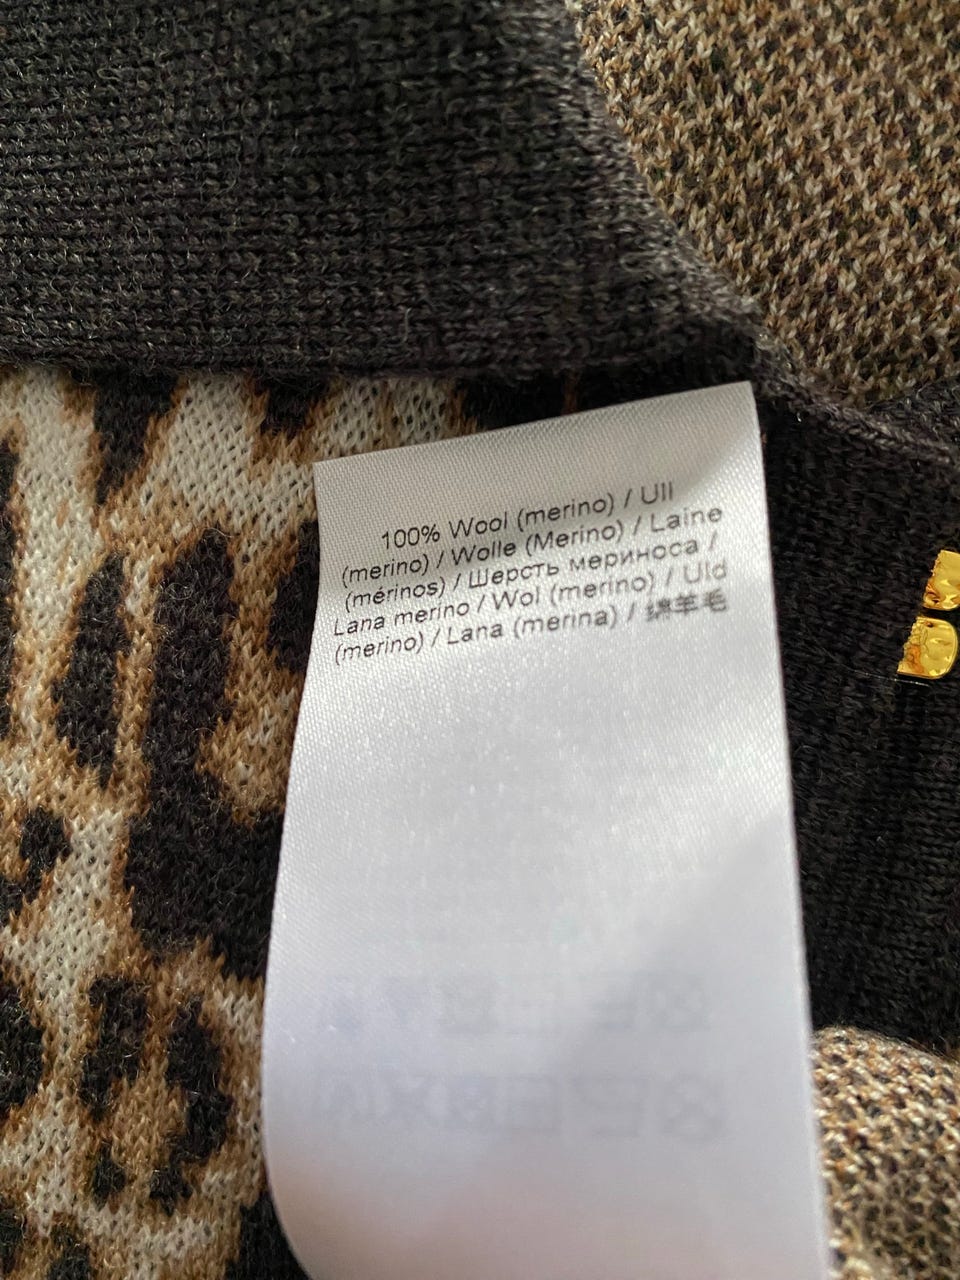 100% Wool (merino) / Ull
(merino) / Wolle (Merino) / Laine
(mérinos) / Шерсть мериноса /
Lana merino / Wol (merino) / Uld
(merino) / Lana (merina) / 绵羊毛